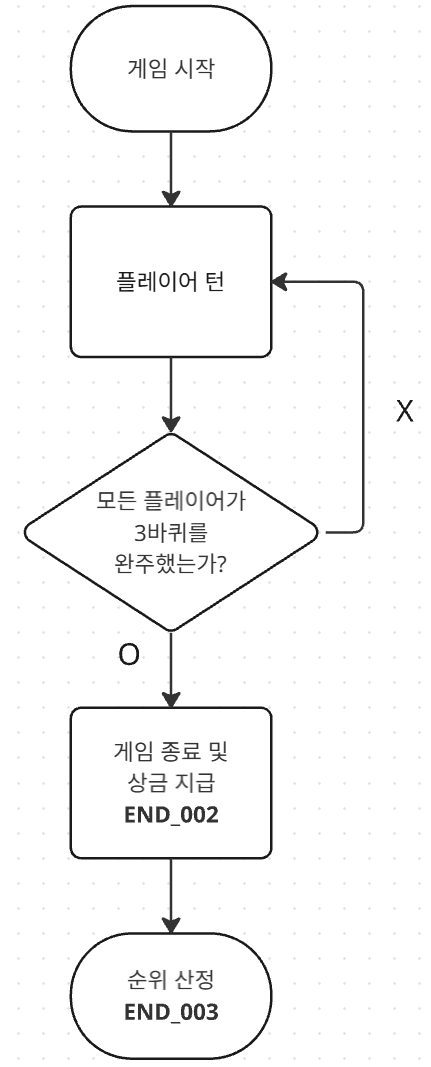 게임 시작
플레이어 턴
X
모든 플레이어가
3바퀴를
완주했는가?
O
게임 종료 및
상금 지급
END_002
순위 산정
END_003